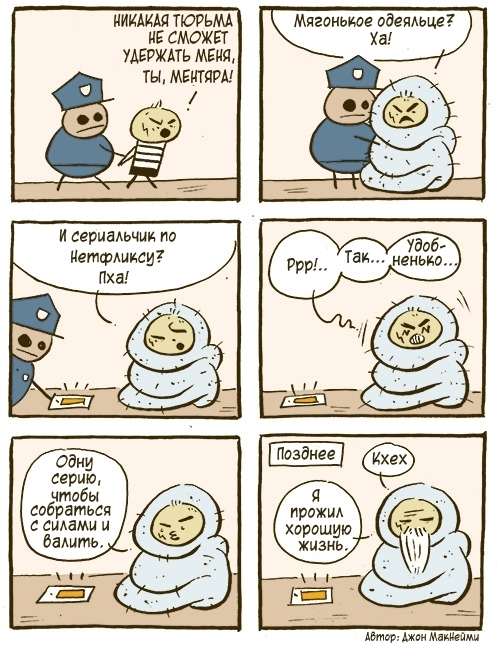 НИКАКАЯ ТЮРЬМА
НЕ СМОЖЕТ
УДЕРЖАТЬ МЕНЯ,
ТЫ, МЕНТЯРА!
Мягонькое одеяльце?
Ха!
И сериальчик по
Нетфликсу?
Пха!
Ррр!..
Так...
Удоб-
ненько...
Одну
серию,
чтобы
собраться
с силами и
валить.
Позднее
Кхех
Я
прожил
хорошую
жизнь.
Автор: Джон МакНейми